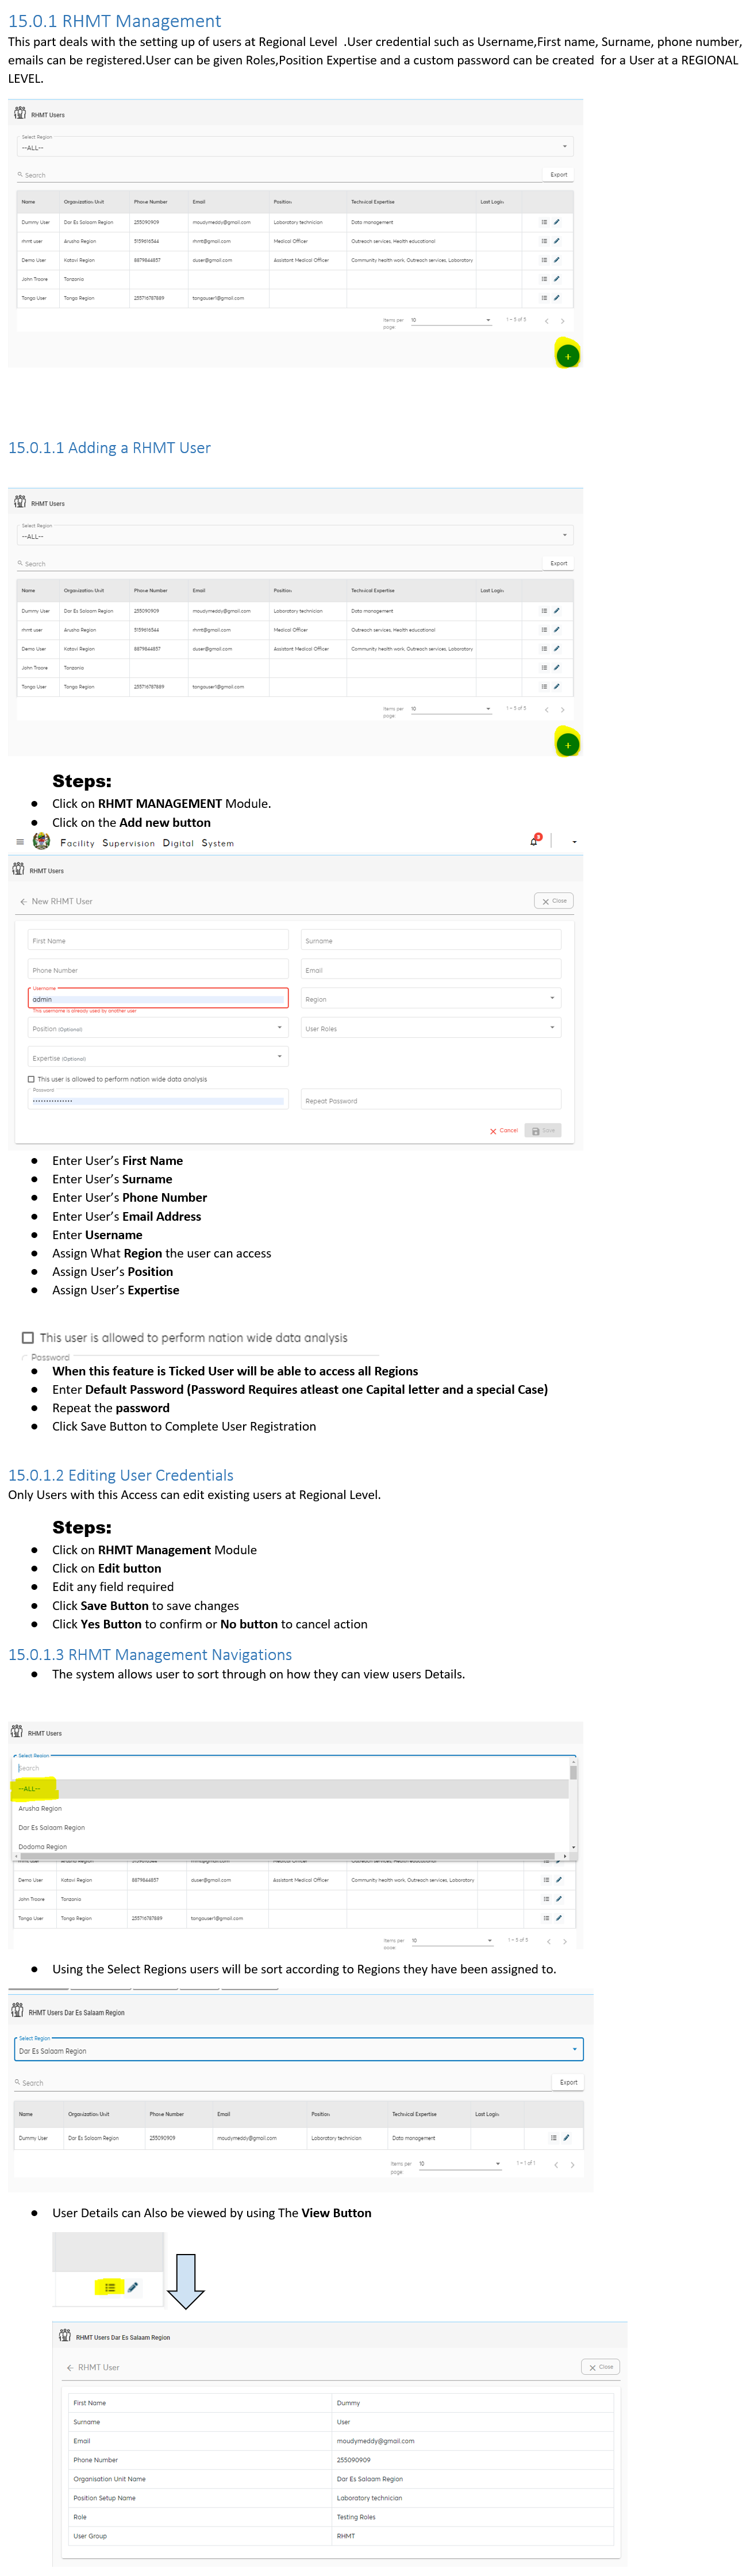 15.0.1 RHMT Management
This part deals with the setting up of users at Regional Level .User credential such as Username,First name, Surname, phone number,
emails can be registered.User can be given Roles,Position Expertise and a custom password can be created for a User at a REGIONAL
LEVEL.
RHMT Users
Select Region
--ALL--
Search
Export
Name Organization Unit Phone Number Email Position Technical Expertise Last Login
Dummy User Dar Es Salaam Region 255090909 moudymeddy@gmail.com Laboratory technician Data management
rhmt user Arusha Region 5159616544 rhmt@gmail.com Medical Officer Outreach services, Health educational
Demo User Katavi Region 8879844857 duser@gmail.com Assistant Medical Officer Community health work, Outreach services, Laboratory
John Traore Tanzania
Tanga User Tanga Region 255716787889 tangauser1@gmail.com
Items per page: 10 1 – 5 of 5
15.0.1.1 Adding a RHMT User
RHMT Users
Select Region
--ALL--
Search
Export
Name Organization Unit Phone Number Email Position Technical Expertise Last Login
Dummy User Dar Es Salaam Region 255090909 moudymeddy@gmail.com Laboratory technician Data management
rhmt user Arusha Region 5159616544 rhmt@gmail.com Medical Officer Outreach services, Health educational
Demo User Katavi Region 8879844857 duser@gmail.com Assistant Medical Officer Community health work, Outreach services, Laboratory
John Traore Tanzania
Tanga User Tanga Region 255716787889 tangauser1@gmail.com
Items per page: 10 1 – 5 of 5
Steps:
● Click on RHMT MANAGEMENT Module.
● Click on the Add new button
Facility Supervision Digital System
RHMT Users
New RHMT User
Close
First Name Surname
Phone Number Email
Username
admin
Region
This username is already used by another user
Position (Optional) User Roles
Expertise (Optional)
This user is allowed to perform nation wide data analysis
Password
Repeat Password
Cancel Save
● Enter User’s First Name
● Enter User’s Surname
● Enter User’s Phone Number
● Enter User’s Email Address
● Enter Username
● Assign What Region the user can access
● Assign User’s Position
● Assign User’s Expertise
This user is allowed to perform nation wide data analysis
Password
● When this feature is Ticked User will be able to access all Regions
● Enter Default Password (Password Requires atleast one Capital letter and a special Case)
● Repeat the password
● Click Save Button to Complete User Registration
15.0.1.2 Editing User Credentials
Only Users with this Access can edit existing users at Regional Level.
Steps:
● Click on RHMT Management Module
● Click on Edit button
● Edit any field required
● Click Save Button to save changes
● Click Yes Button to confirm or No button to cancel action
15.0.1.3 RHMT Management Navigations
● The system allows user to sort through on how they can view users Details.
RHMT Users
Select Region
Search
--ALL--
Arusha Region
Dar Es Salaam Region
Dodoma Region
Demo User Katavi Region 8879844857 duser@gmail.com Assistant Medical Officer Community health work, Outreach services, Laboratory
John Traore Tanzania
Tanga User Tanga Region 255716787889 tangauser1@gmail.com
Items per page: 10 1 – 5 of 5
● Using the Select Regions users will be sort according to Regions they have been assigned to.
RHMT Users Dar Es Salaam Region
Select Region
Dar Es Salaam Region
Search
Export
Name Organization Unit Phone Number Email Position Technical Expertise Last Login
Dummy User Dar Es Salaam Region 255090909 moudymeddy@gmail.com Laboratory technician Data management
Items per page: 10 1 – 1 of 1
● User Details can Also be viewed by using The View Button
RHMT Users Dar Es Salaam Region
RHMT User
Close
First Name Dummy
Surname User
Email moudymeddy@gmail.com
Phone Number 255090909
Organisation Unit Name Dar Es Salaam Region
Position Setup Name Laboratory technician
Role Testing Roles
User Group RHMT